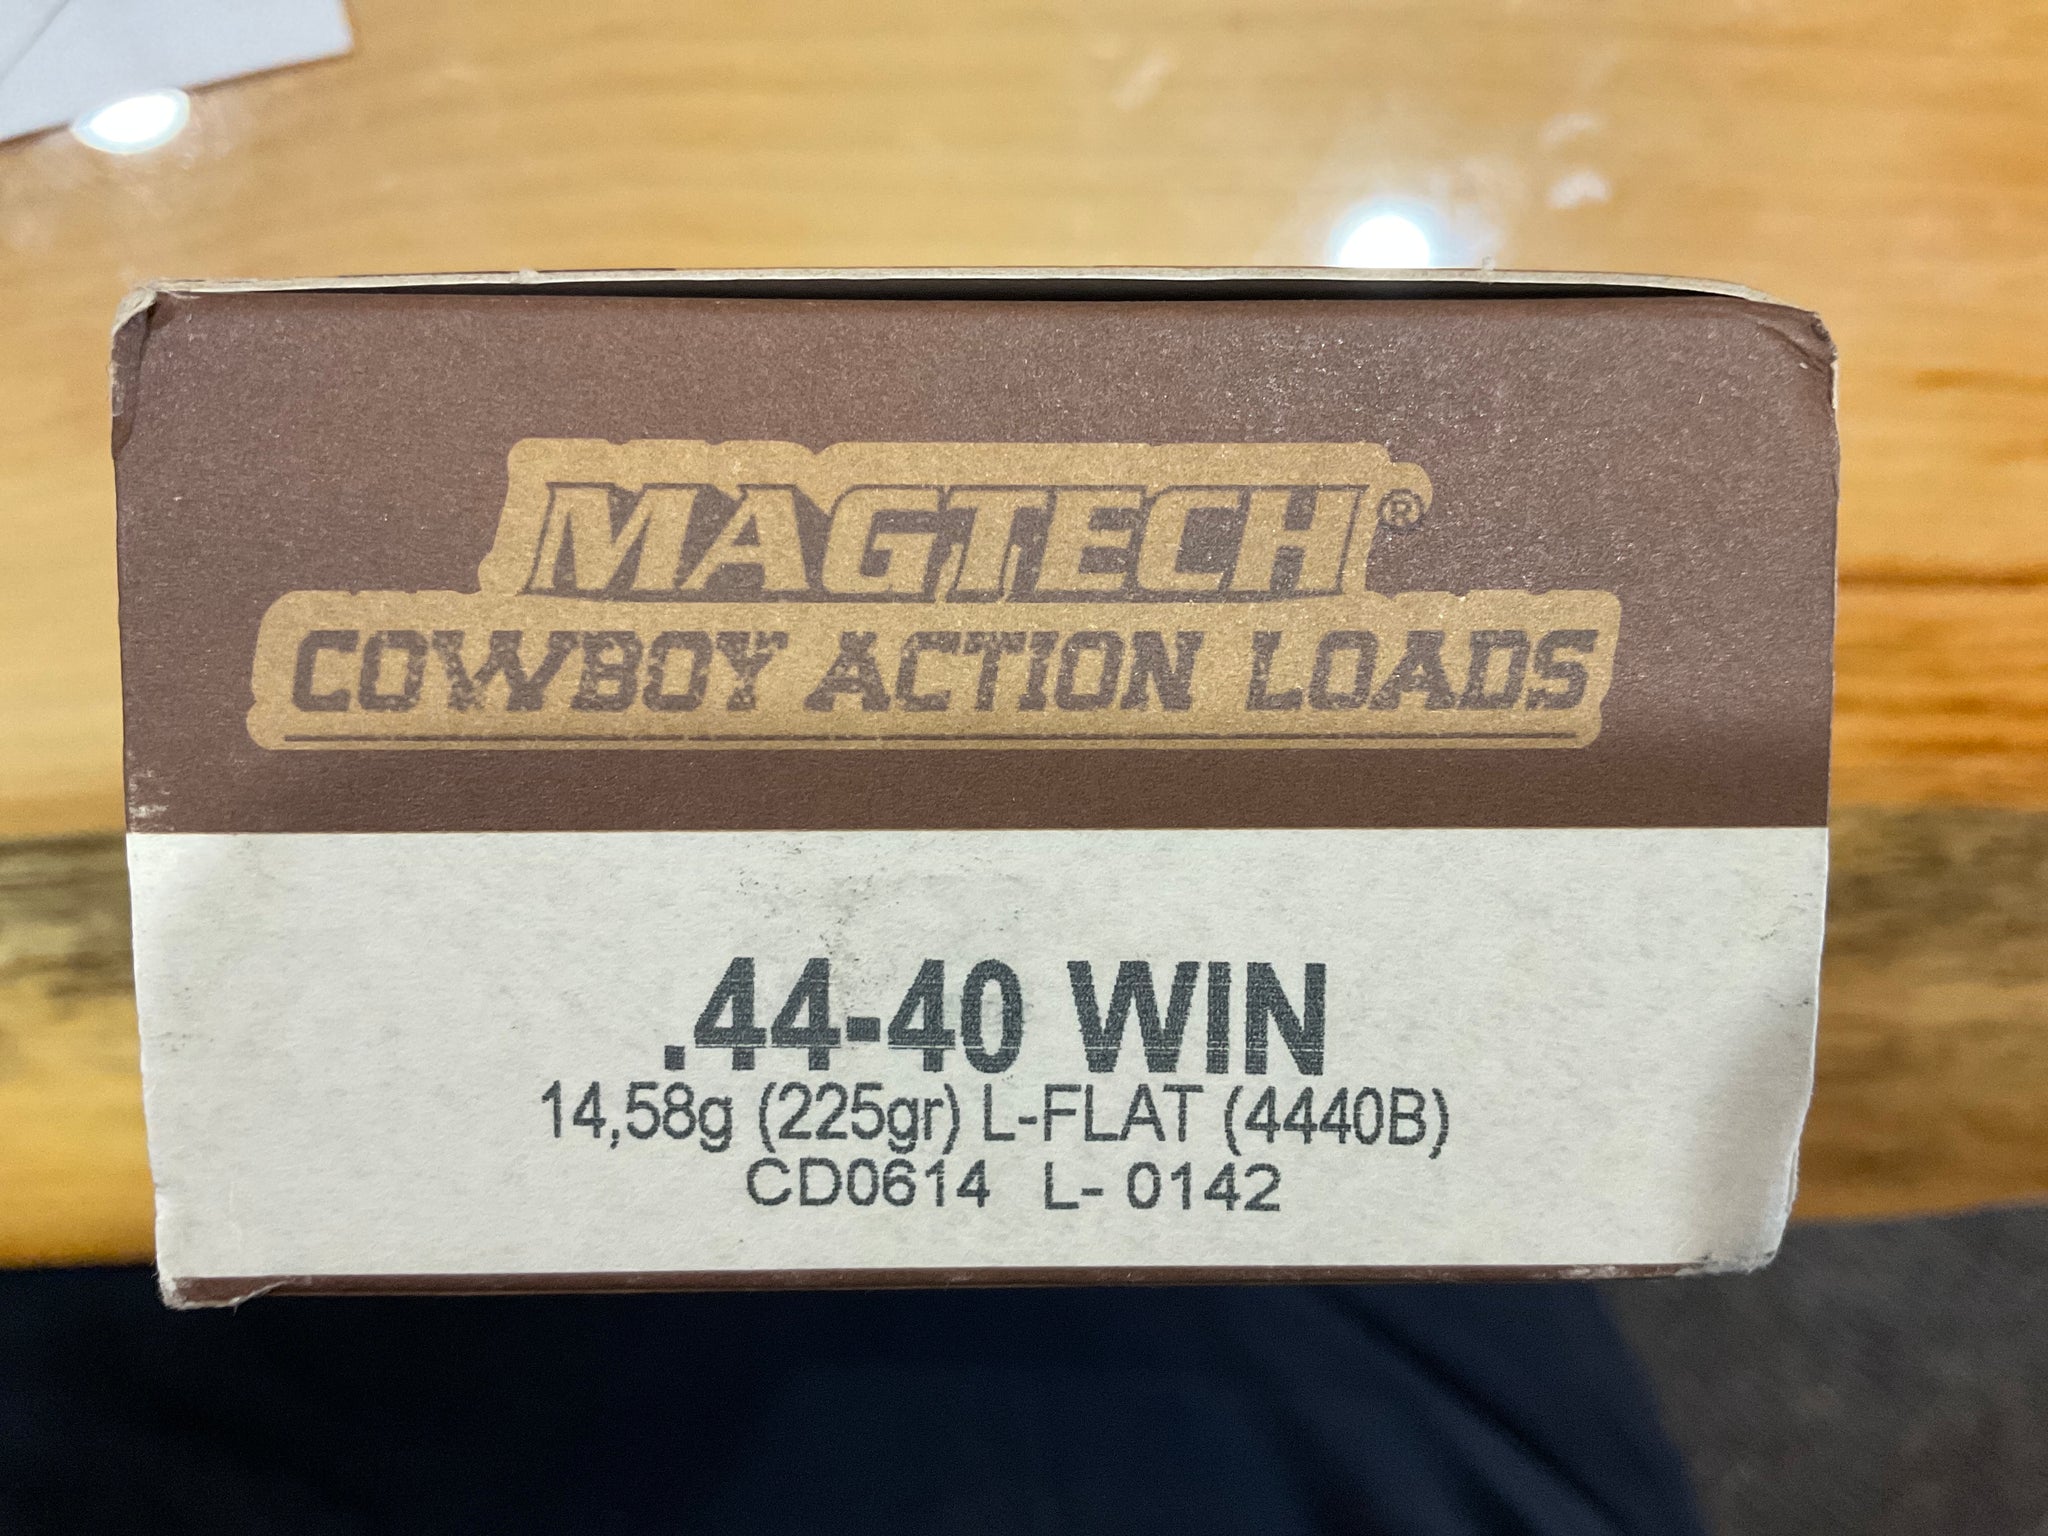 MAGTECH®
COWBOY ACTION LOADS
.44-40 WIN
14,58g (225gr) L-FLAT (4440B)
CD0614 L- 0142